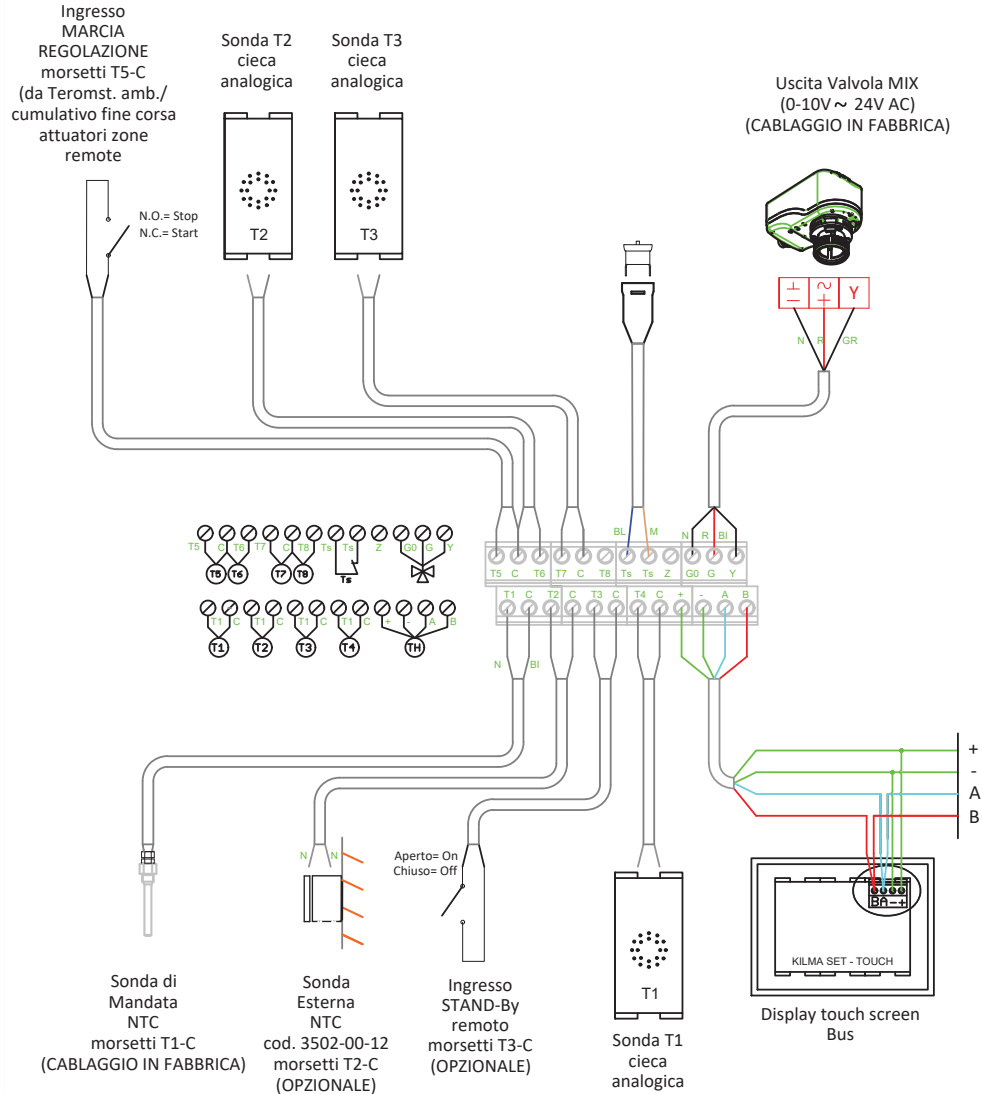 Ingresso
MARCIA
REGOLAZIONE
morsetti T5-C
(da Teromst. amb./
cumulativo fine corsa
attuatori zone
remote
Sonda T2
cieca
analogica
Sonda T3
cieca
analogica
Uscita Valvola MIX
(0-10V ~ 24V AC)
(CABLAGGIO IN FABBRICA)
N.O.= Stop
N.C.= Start
T2
T3
Y
N R GR
BL M N R BI
T5 C T6 T7 C T8 Ts Ts Z G0 G Y
T5 T6 T7 T8 Ts
T5 C T6 T7 C T8 Ts Ts Z G0 G Y
T1 C T2 C T3 C T4 C + - A B
T1 C T1 C T1 C T1 C + - A B
T1 T2 T3 T4 TH
N BI
+
-
A
B
N N
Aperto= On
Chiuso= Off
T1
BA-+
KILMA SET - TOUCH
Sonda di
Mandata
NTC
morsetti T1-C
(CABLAGGIO IN FABBRICA)
Sonda
Esterna
NTC
cod. 3502-00-12
morsetti T2-C
(OPZIONALE)
Ingresso
STAND-By
remoto
morsetti T3-C
(OPZIONALE)
Sonda T1
cieca
analogica
Display touch screen
Bus